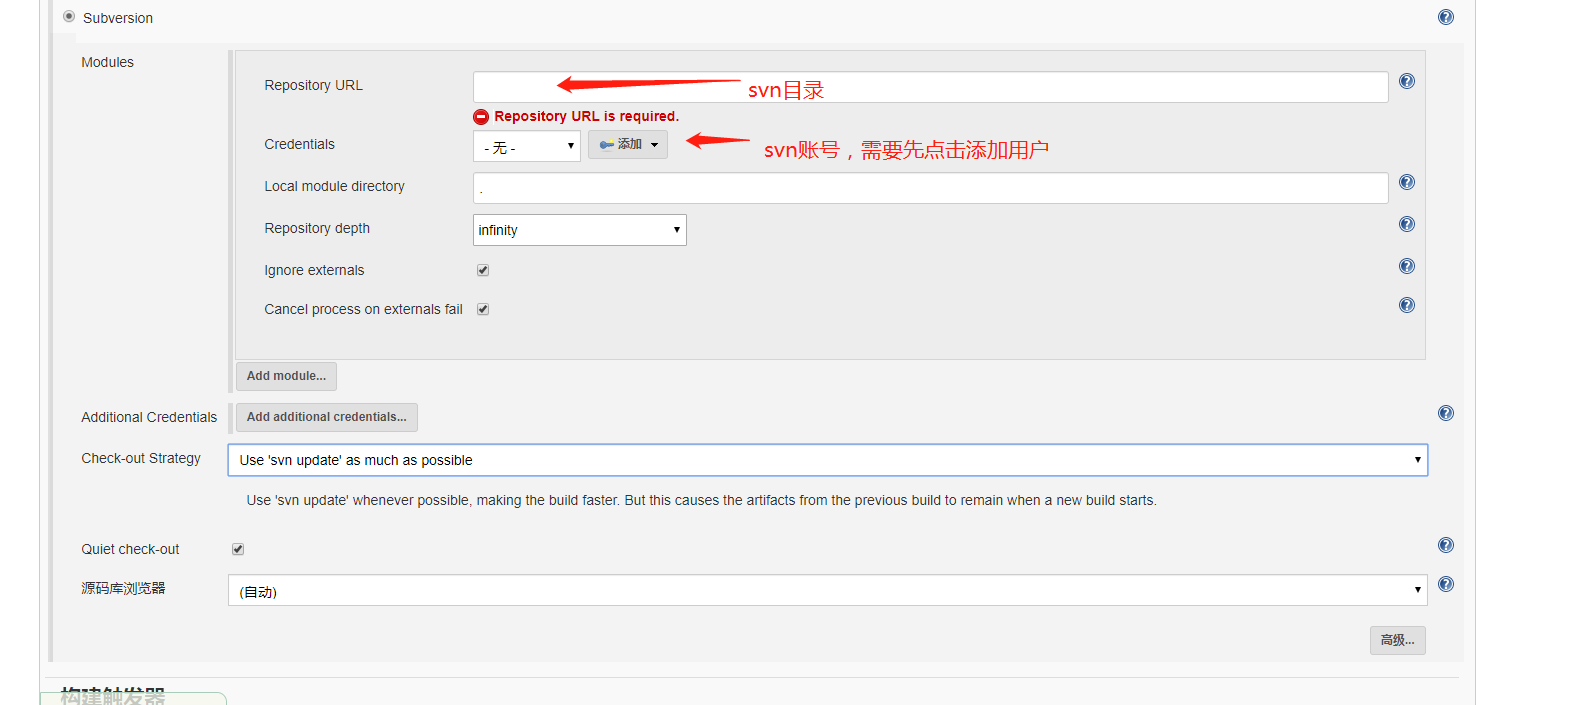 Subversion
Modules
Repository URL
svn目录
Repository URL is required.
Credentials
- 无 -
添加
svn账号，需要先点击添加用户
Local module directory
.
Repository depth
infinity
Ignore externals
Cancel process on externals fail
Add module...
Additional Credentials
Add additional credentials...
Check-out Strategy
Use 'svn update' as much as possible
Use 'svn update' whenever possible, making the build faster. But this causes the artifacts from the previous build to remain when a new build starts.
Quiet check-out
源码库浏览器
(自动)
高级...
构建触发器